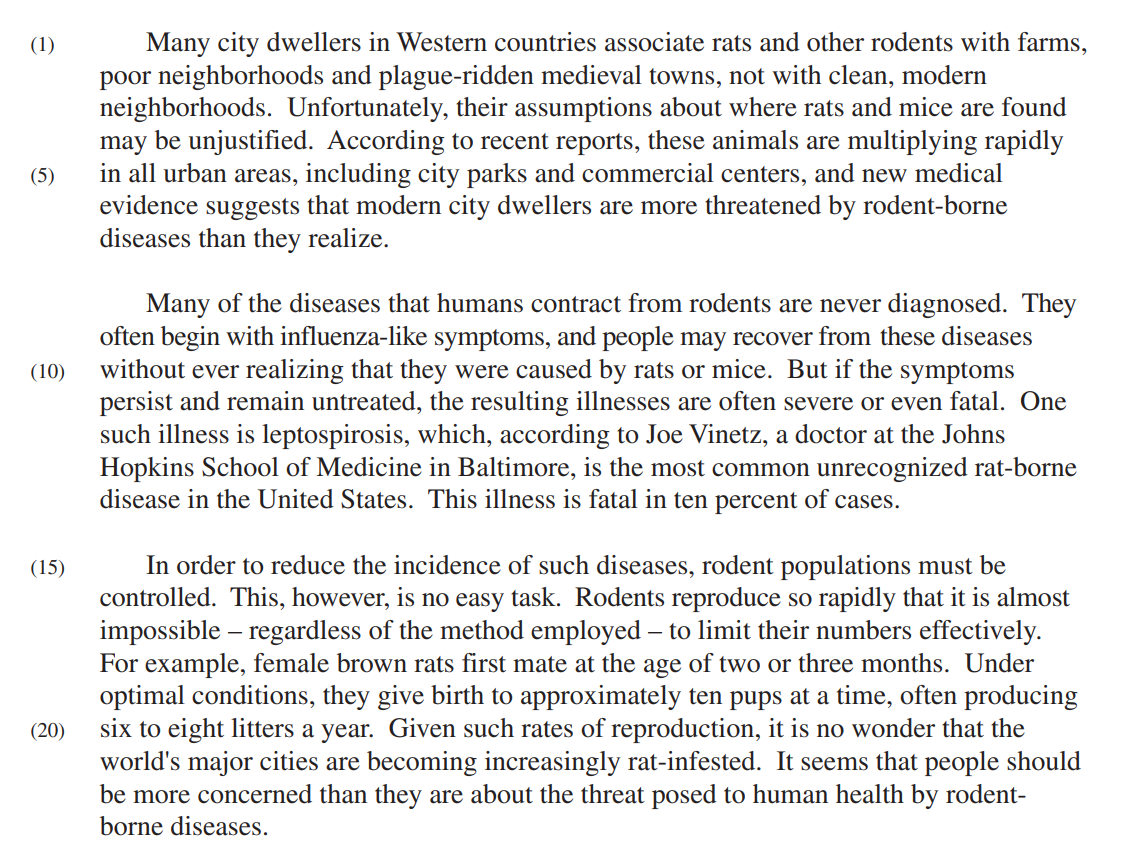 (1) Many city dwellers in Western countries associate rats and other rodents with farms,
poor neighborhoods and plague-ridden medieval towns, not with clean, modern
neighborhoods. Unfortunately, their assumptions about where rats and mice are found
may be unjustified. According to recent reports, these animals are multiplying rapidly
(5) in all urban areas, including city parks and commercial centers, and new medical
evidence suggests that modern city dwellers are more threatened by rodent-borne
diseases than they realize.
Many of the diseases that humans contract from rodents are never diagnosed. They
often begin with influenza-like symptoms, and people may recover from these diseases
(10) without ever realizing that they were caused by rats or mice. But if the symptoms
persist and remain untreated, the resulting illnesses are often severe or even fatal. One
such illness is leptospirosis, which, according to Joe Vinetz, a doctor at the Johns
Hopkins School of Medicine in Baltimore, is the most common unrecognized rat-borne
disease in the United States. This illness is fatal in ten percent of cases.
(15) In order to reduce the incidence of such diseases, rodent populations must be
controlled. This, however, is no easy task. Rodents reproduce so rapidly that it is almost
impossible – regardless of the method employed – to limit their numbers effectively.
For example, female brown rats first mate at the age of two or three months. Under
optimal conditions, they give birth to approximately ten pups at a time, often producing
(20) six to eight litters a year. Given such rates of reproduction, it is no wonder that the
world's major cities are becoming increasingly rat-infested. It seems that people should
be more concerned than they are about the threat posed to human health by rodent-
borne diseases.